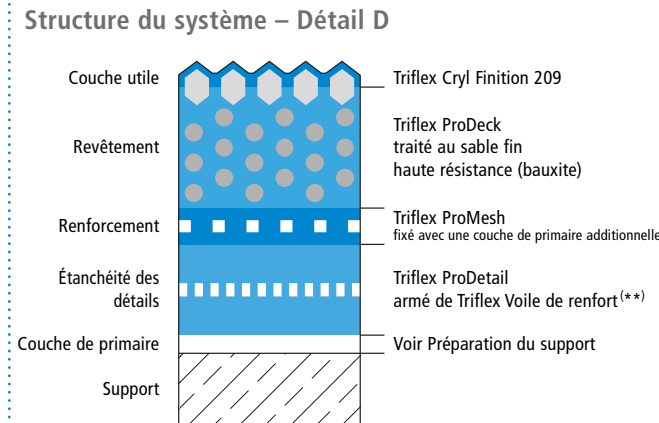 Structure du système – Détail D
Couche utile
Triflex Cryl Finition 209
Revêtement
Triflex ProDeck
traité au sable fin
haute résistance (bauxite)
Renforcement
Triflex ProMesh
fixé avec une couche de primaire additionnelle
Étanchéité des
détails
Triflex ProDetail
armé de Triflex Voile de renfort(**)
Couche de primaire
Voir Préparation du support
Support